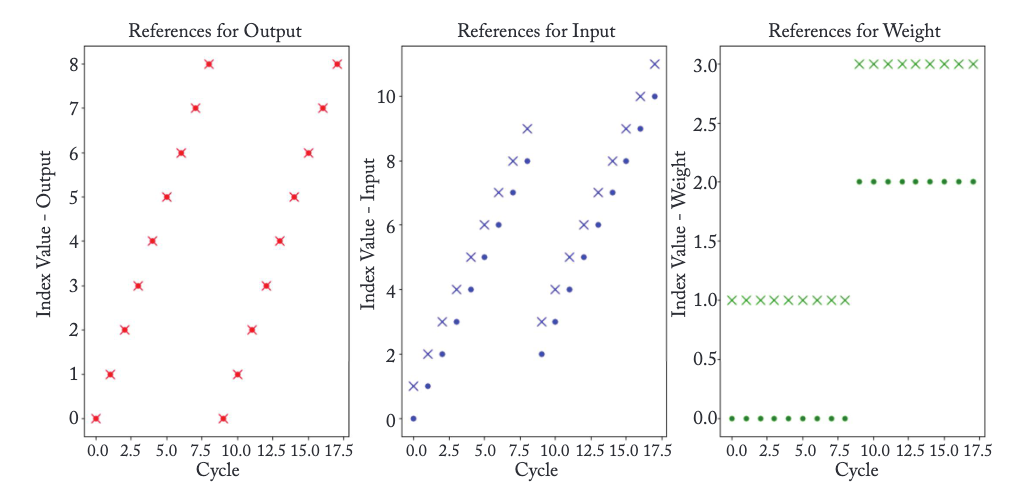 References for Output
Index Value - Output
8
7
6
5
4
3
2
1
0
0.0 2.5 5.0 7.5 10.0 12.5 15.0 17.5
Cycle
References for Input
Index Value - Input
10
8
6
4
2
0
0.0 2.5 5.0 7.5 10.0 12.5 15.0 17.5
Cycle
References for Weight
Index Value - Weight
3.0
2.5
2.0
1.5
1.0
0.5
0.0
0.0 2.5 5.0 7.5 10.0 12.5 15.0 17.5
Cycle